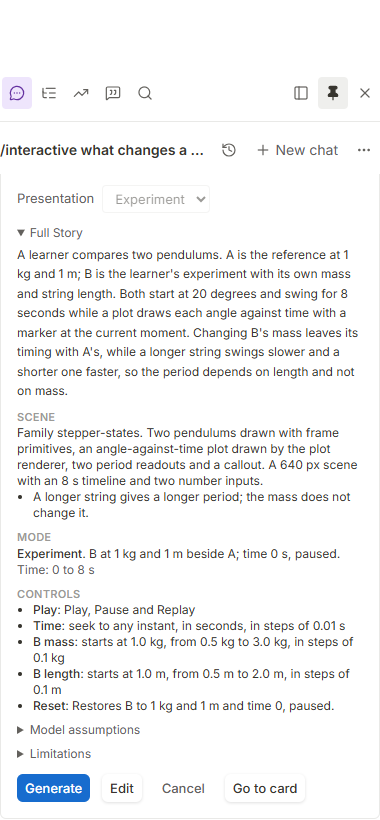 /interactive what changes a ...
New chat
Presentation
Experiment
Full Story
A learner compares two pendulums. A is the reference at 1
kg and 1 m; B is the learner's experiment with its own mass
and string length. Both start at 20 degrees and swing for 8
seconds while a plot draws each angle against time with a
marker at the current moment. Changing B's mass leaves its
timing with A's, while a longer string swings slower and a
shorter one faster, so the period depends on length and not
on mass.
SCENE
Family stepper-states. Two pendulums drawn with frame
primitives, an angle-against-time plot drawn by the plot
renderer, two period readouts and a callout. A 640 px scene
with an 8 s timeline and two number inputs.
• A longer string gives a longer period; the mass does not
change it.
MODE
Experiment. B at 1 kg and 1 m beside A; time 0 s, paused.
Time: 0 to 8 s
CONTROLS
• Play: Play, Pause and Replay
• Time: seek to any instant, in seconds, in steps of 0.01 s
• B mass: starts at 1.0 kg, from 0.5 kg to 3.0 kg, in steps of
0.1 kg
• B length: starts at 1.0 m, from 0.5 m to 2.0 m, in steps of
0.1 m
• Reset: Restores B to 1 kg and 1 m and time 0, paused.
Model assumptions
Limitations
Generate
Edit
Cancel
Go to card